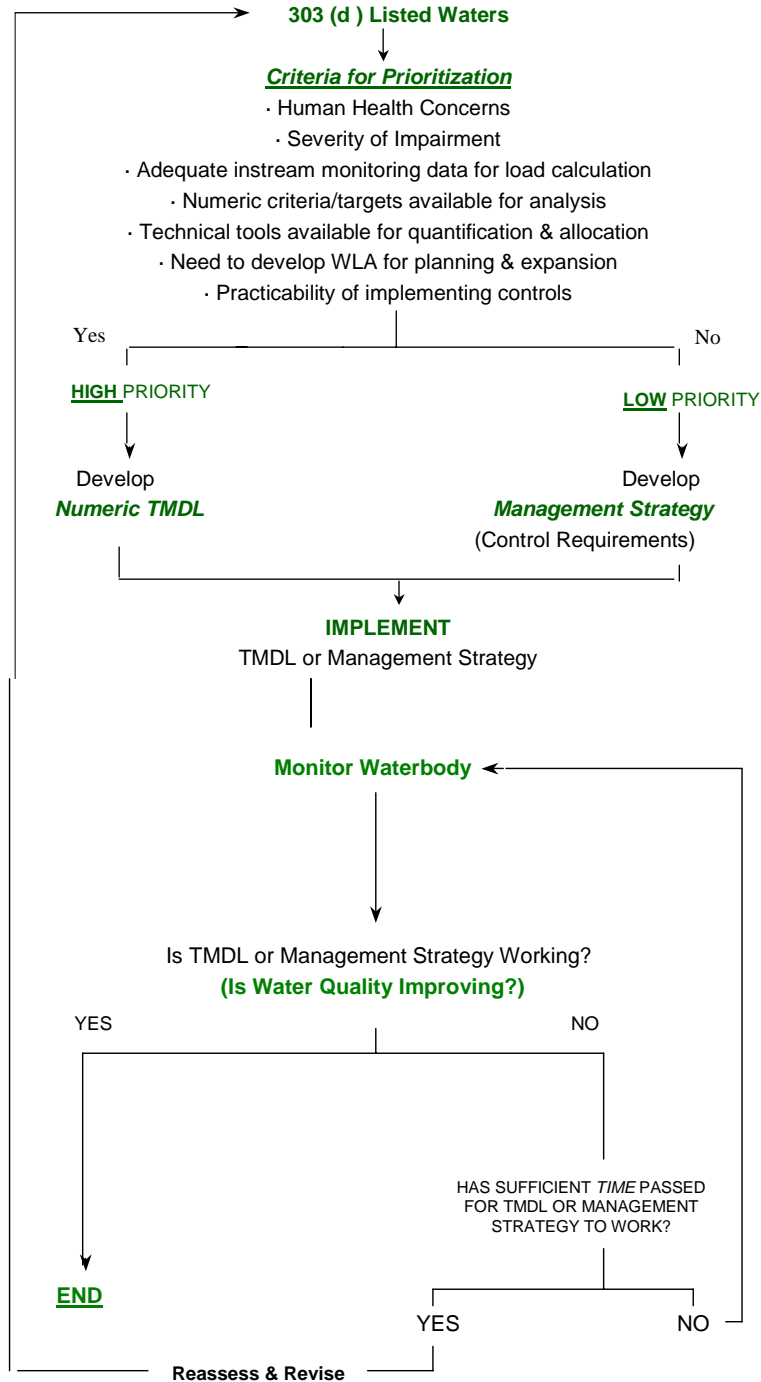 303 (d ) Listed Waters
Criteria for Prioritization
· Human Health Concerns
· Severity of Impairment
· Adequate instream monitoring data for load calculation
· Numeric criteria/targets available for analysis
· Technical tools available for quantification & allocation
· Need to develop WLA for planning & expansion
· Practicability of implementing controls
Yes
No
HIGH PRIORITY
LOW PRIORITY
Develop
Numeric TMDL
Develop
Management Strategy
(Control Requirements)
IMPLEMENT
TMDL or Management Strategy
Monitor Waterbody
Is TMDL or Management Strategy Working?
(Is Water Quality Improving?)
YES
NO
HAS SUFFICIENT TIME PASSED
FOR TMDL OR MANAGEMENT
STRATEGY TO WORK?
END
YES
NO
Reassess & Revise